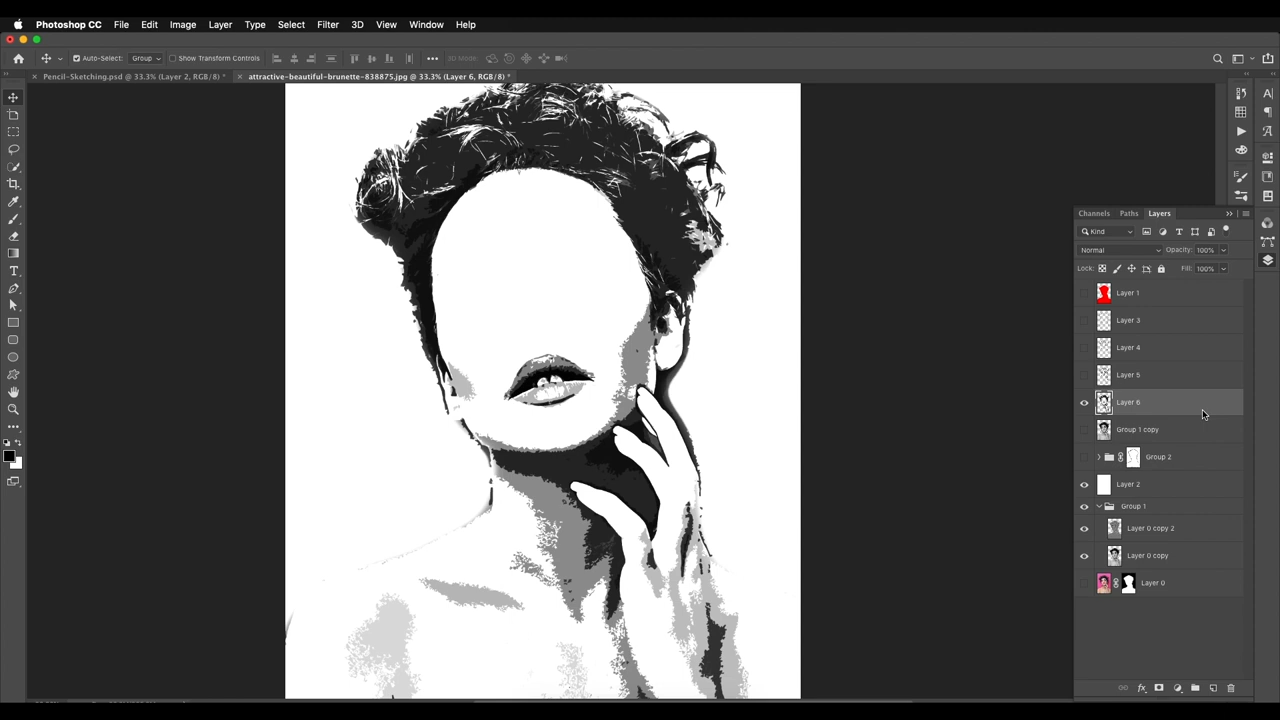 Photoshop CC File Edit Image Layer Type Select Filter 3D View Window Help
Auto-Select: Group Show Transform Controls 3D Mode:
Pencil-Sketching.psd @ 33.3% (Layer 2, RGB/8) * attractive-beautiful-brunette-838875.jpg @ 33.3% (Layer 6, RGB/8) *
Channels Paths Layers
Kind
Normal Opacity: 100%
Lock: Fill: 100%
Layer 1
Layer 3
Layer 4
Layer 5
Layer 6
Group 1 copy
Group 2
Layer 2
Group 1
Layer 0 copy 2
Layer 0 copy
Layer 0